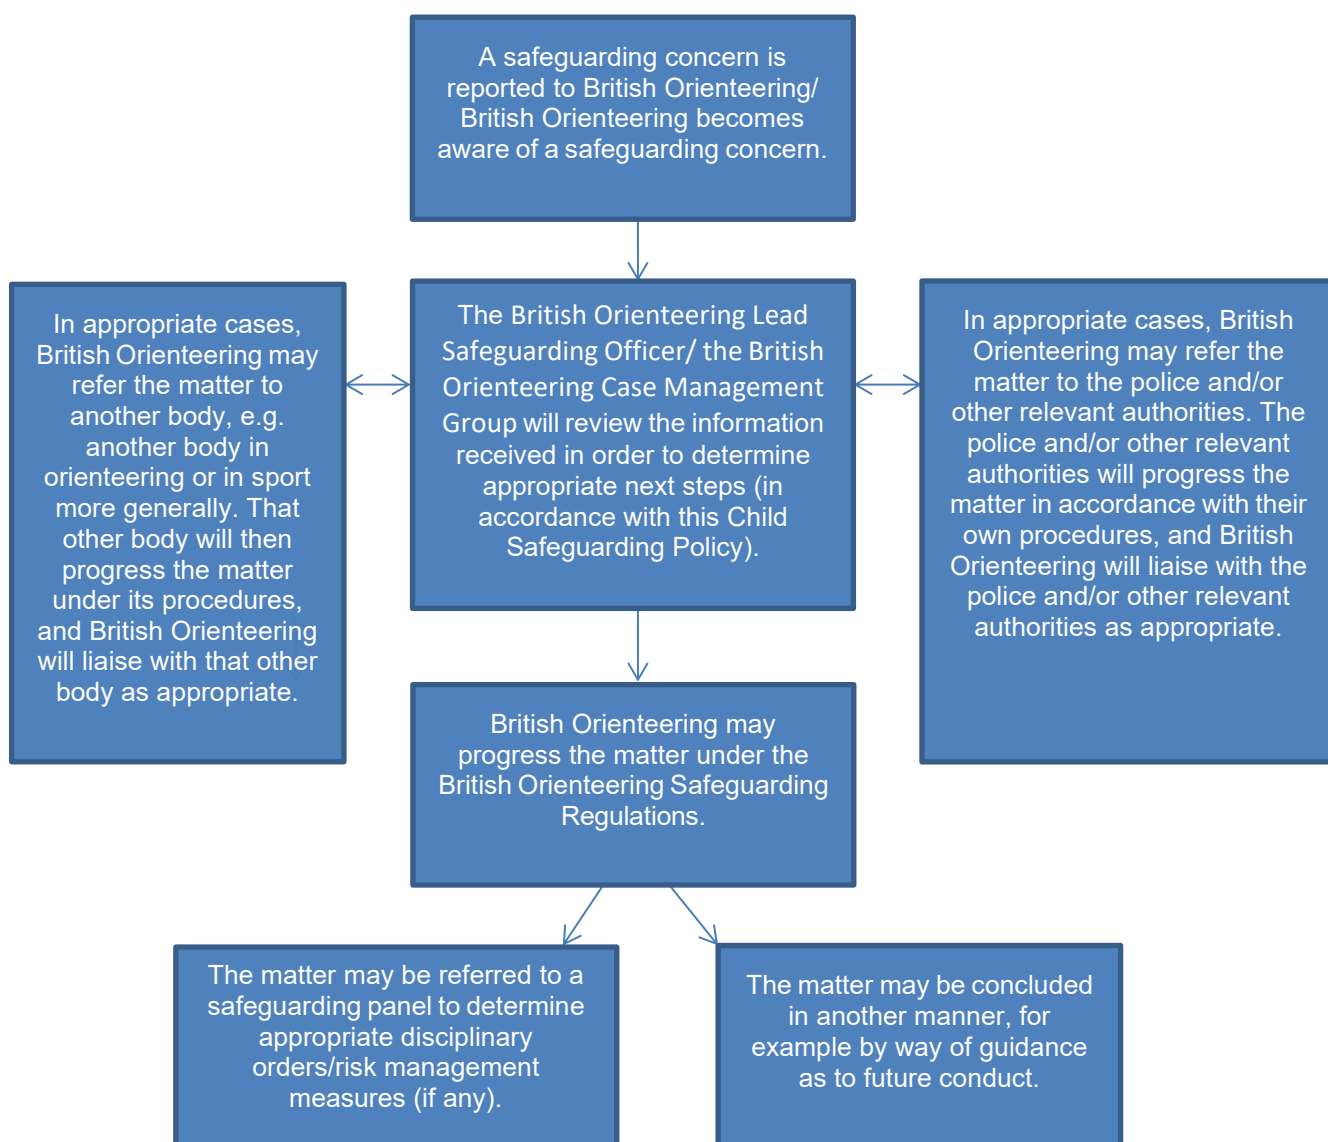 A safeguarding concern is
reported to British Orienteering/
British Orienteering becomes
aware of a safeguarding concern.
In appropriate cases,
British Orienteering may
refer the matter to
another body, e.g.
another body in
orienteering or in sport
more generally. That
other body will then
progress the matter
under its procedures,
and British Orienteering
will liaise with that other
body as appropriate.
The British Orienteering Lead
Safeguarding Officer/ the British
Orienteering Case Management
Group will review the information
received in order to determine
appropriate next steps (in
accordance with this Child
Safeguarding Policy).
In appropriate cases, British
Orienteering may refer the
matter to the police and/or
other relevant authorities. The
police and/or other relevant
authorities will progress the
matter in accordance with their
own procedures, and British
Orienteering will liaise with the
police and/or other relevant
authorities as appropriate.
British Orienteering may
progress the matter under the
British Orienteering Safeguarding
Regulations.
The matter may be referred to a
safeguarding panel to determine
appropriate disciplinary
orders/risk management
measures (if any).
The matter may be concluded
in another manner, for
example by way of guidance
as to future conduct.